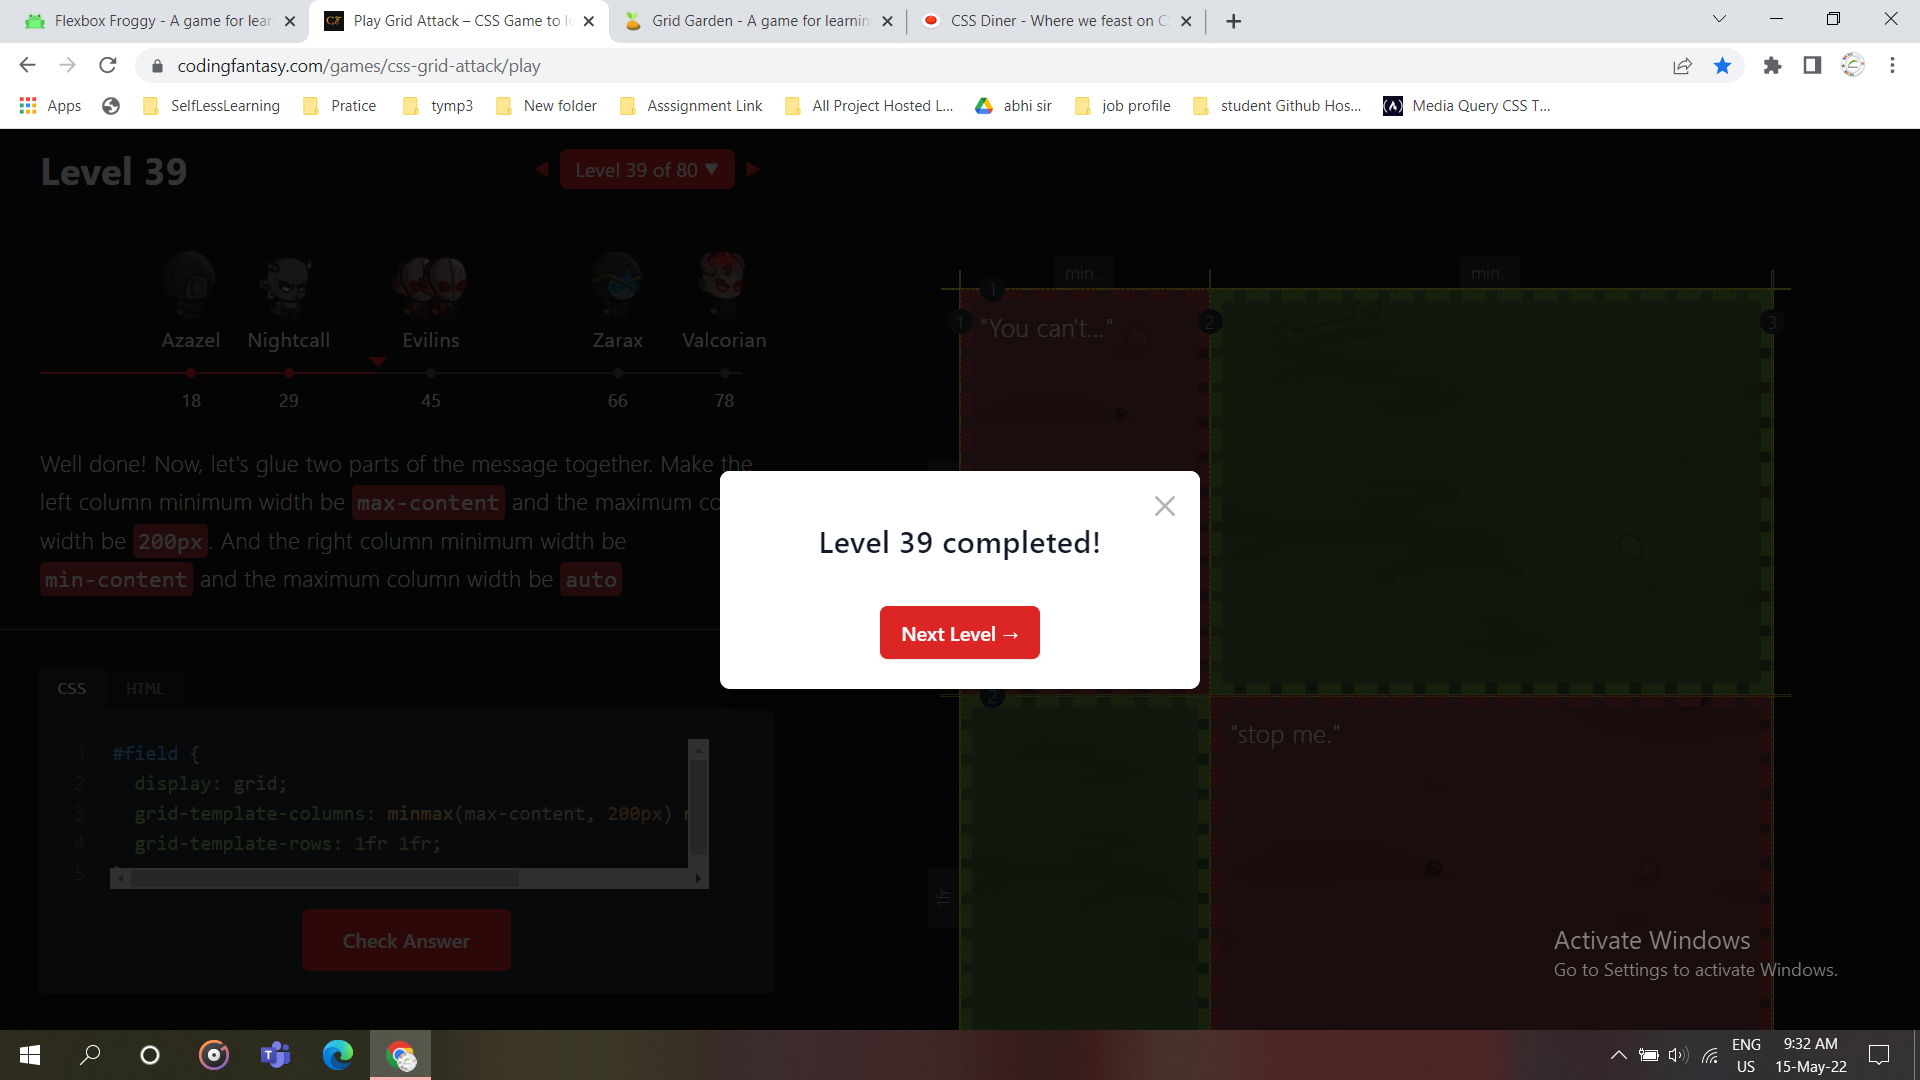 Flexbox Froggy - A game for lear
Play Grid Attack – CSS Game to l
Grid Garden - A game for learnin
CSS Diner - Where we feast on C
codingfantasy.com/games/css-grid-attack/play
Apps
SelfLessLearning
Pratice
tymp3
New folder
Asssignment Link
All Project Hosted L...
abhi sir
job profile
student Github Hos...
Media Query CSS T...
Level 39
Level 39 of 80 ▼
Azazel
Nightcall
Evilins
Zarax
Valcorian
18
29
45
66
78
Well done! Now, let's glue two parts of the message together. Make the
left column minimum width be max-content and the maximum co
width be 200px. And the right column minimum width be
min-content and the maximum column width be auto
CSS
HTML
1 #field {
2 display: grid;
3 grid-template-columns: minmax(max-content, 200px)
4 grid-template-rows: 1fr 1fr;
5
Check Answer
min..
min..
1
1
2
3
"You can't..."
2
"stop me."
1fr
Level 39 completed!
Next Level →
Activate Windows
Go to Settings to activate Windows.
ENG
US
9:32 AM
15-May-22